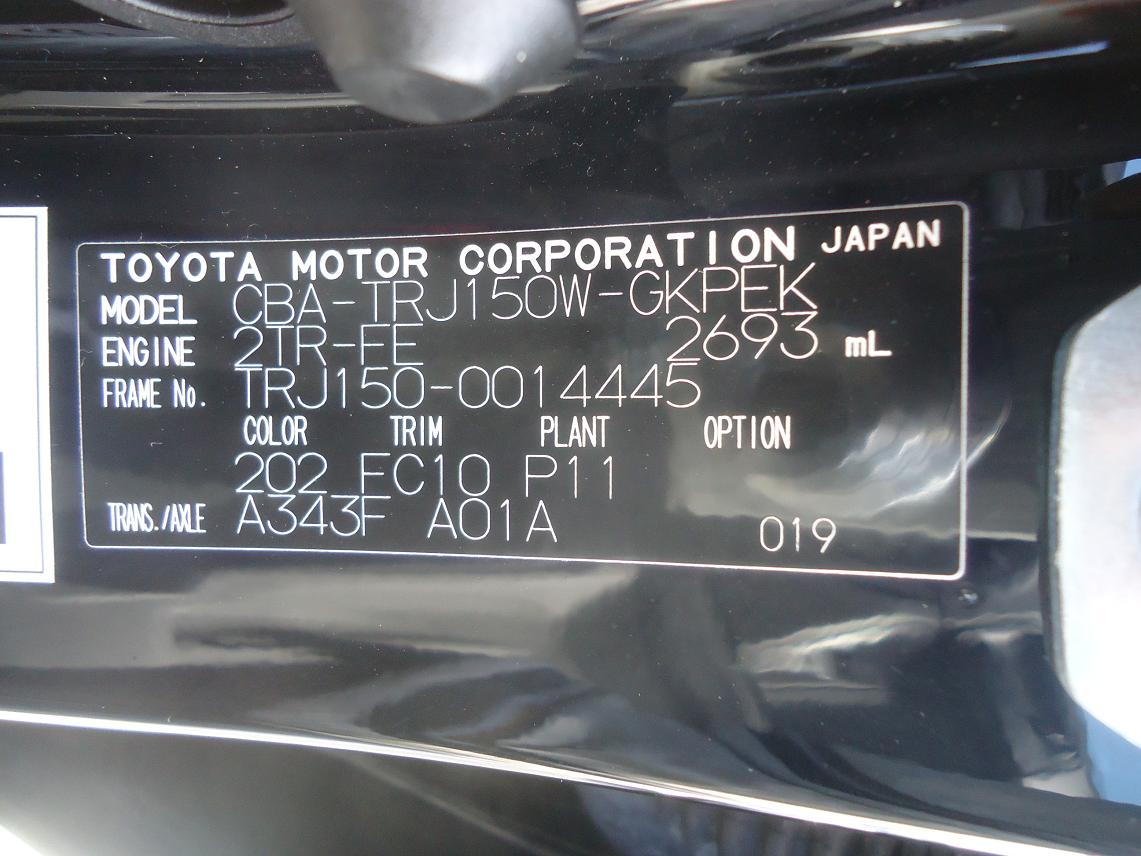 TOYOTA MOTOR CORPORATION JAPAN
MODEL CBA-TRJ150W-GKPEK
ENGINE 2TR-FE 2693 mL
FRAME No. TRJ150-0014445
COLOR TRIM PLANT OPTION
202 FC10 P11
TRANS./AXLE A343F A01A 019